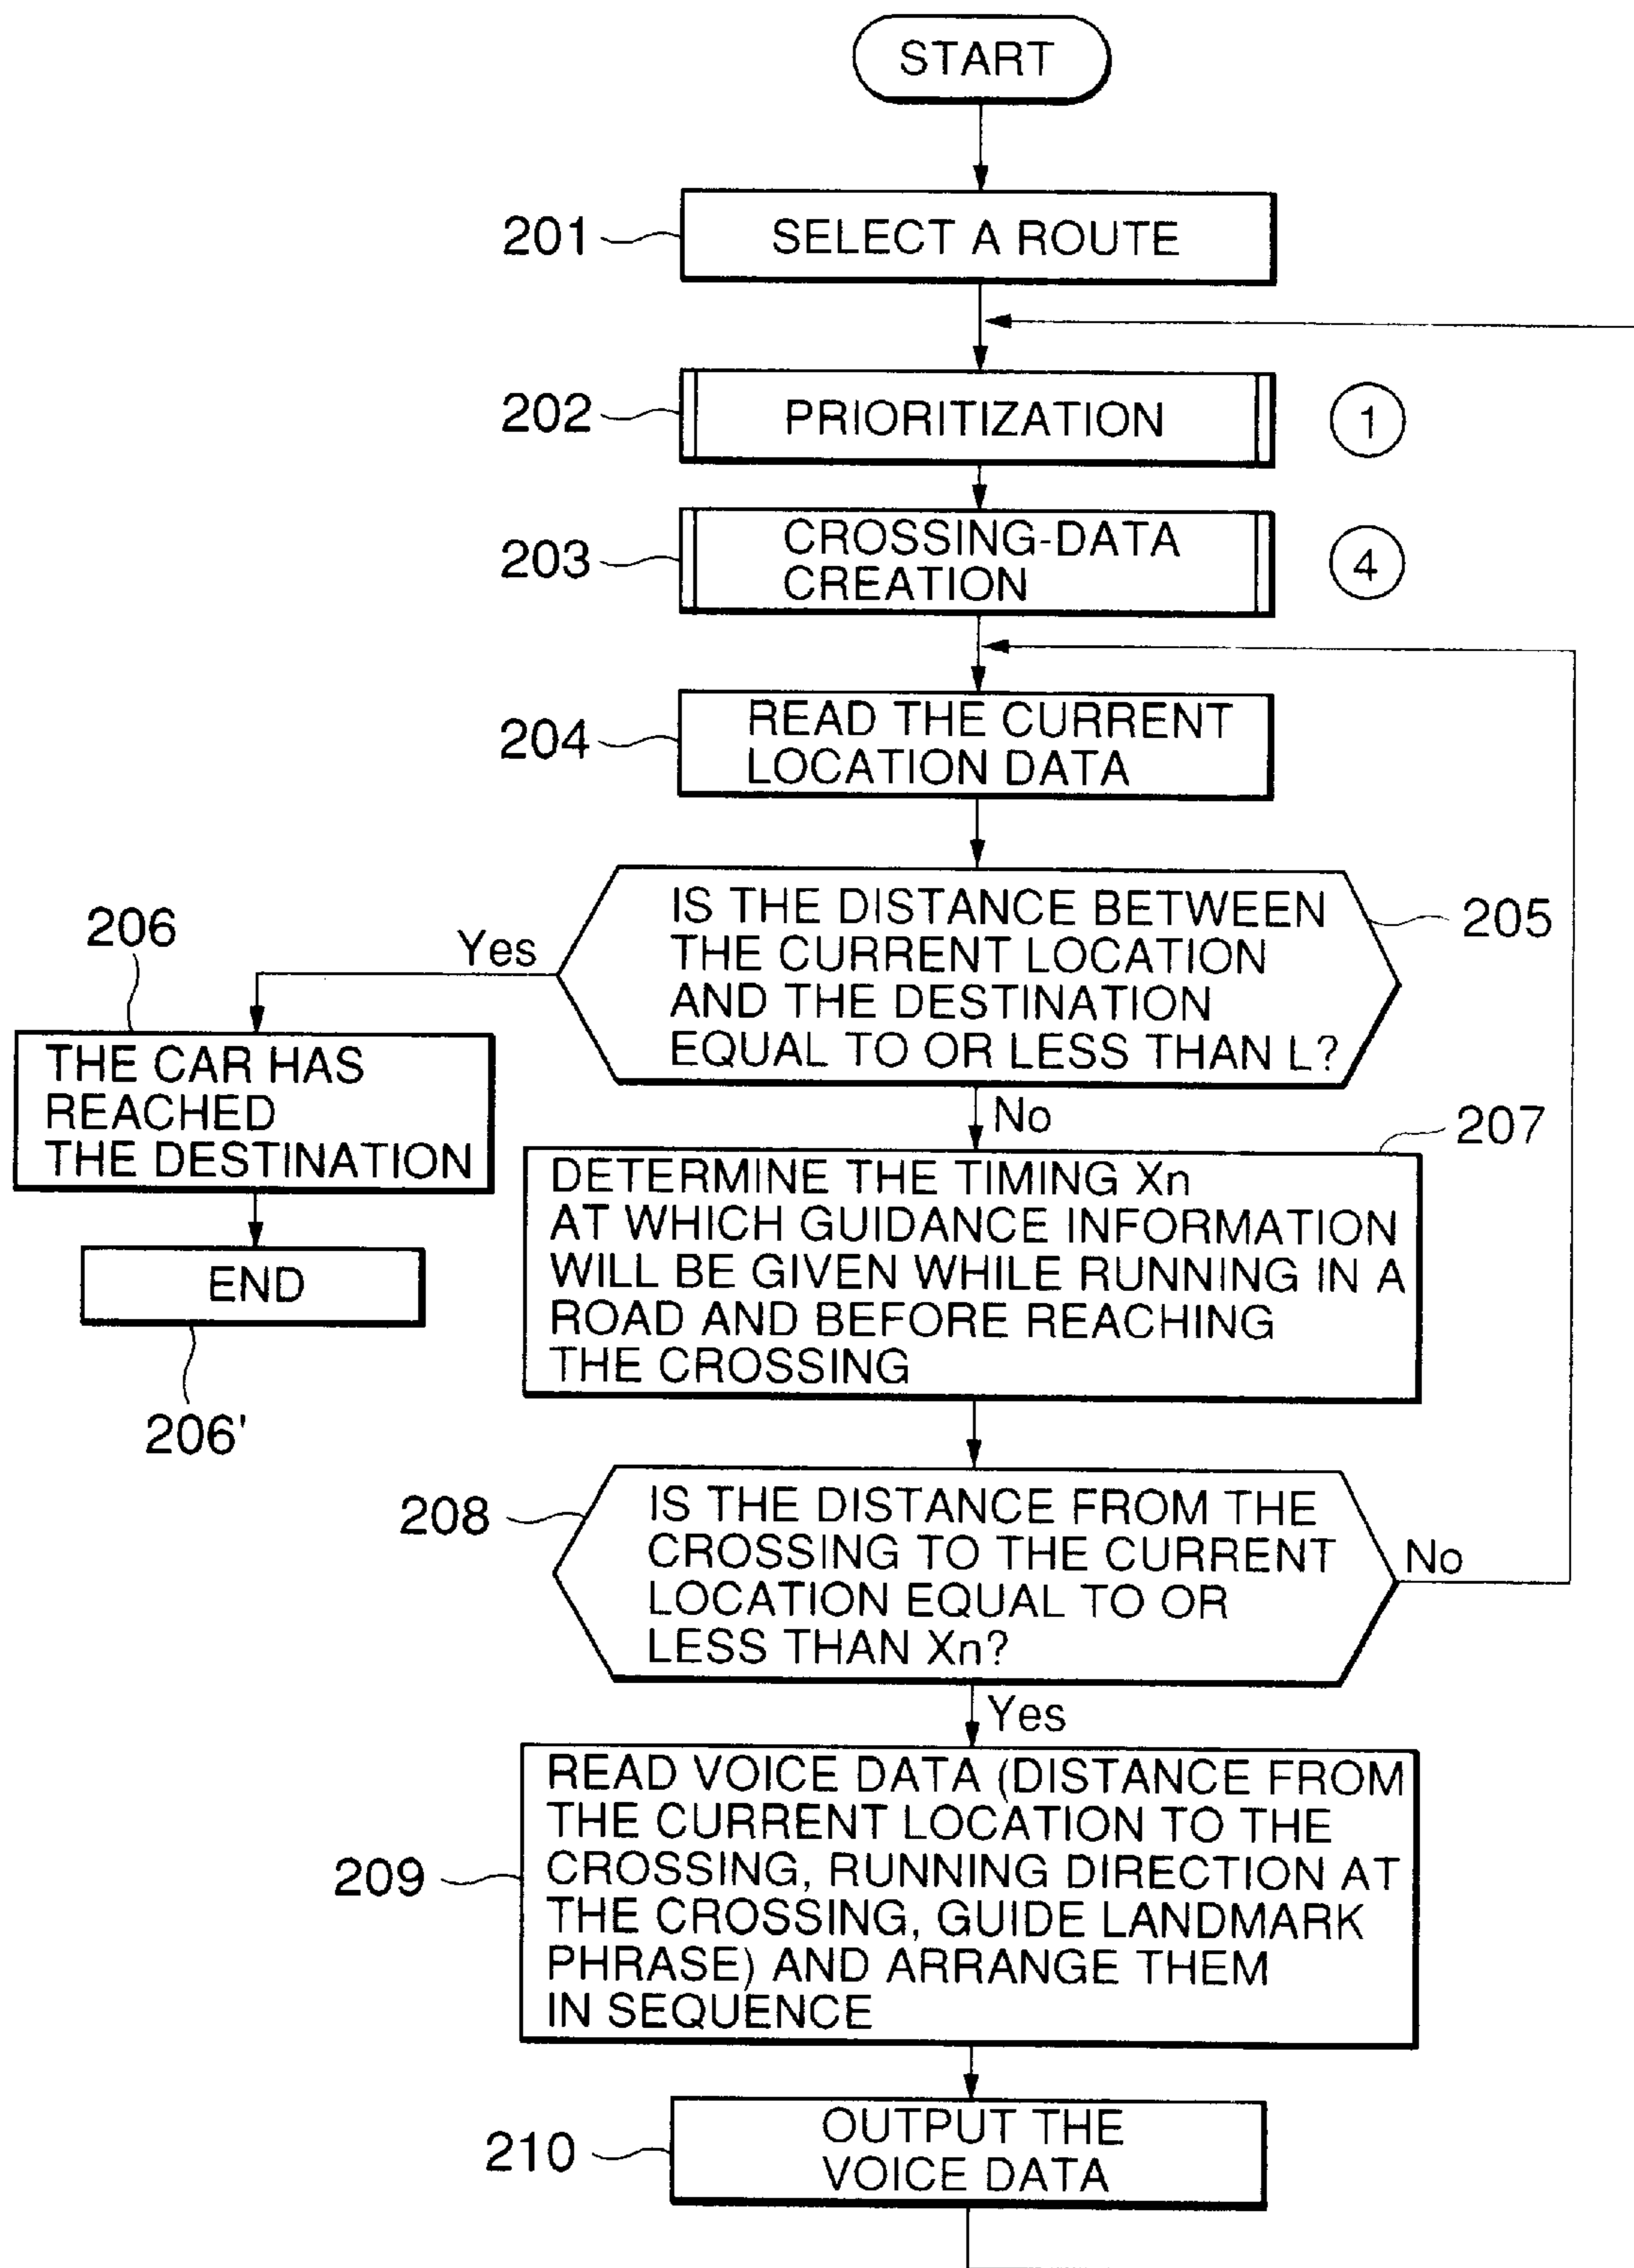 START
201
SELECT A ROUTE
202
PRIORITIZATION
1
203
CROSSING-DATA
CREATION
4
204
READ THE CURRENT
LOCATION DATA
205
IS THE DISTANCE BETWEEN
THE CURRENT LOCATION
AND THE DESTINATION
EQUAL TO OR LESS THAN L?
Yes
206
THE CAR HAS
REACHED
THE DESTINATION
END
206'
No
207
DETERMINE THE TIMING Xn
AT WHICH GUIDANCE INFORMATION
WILL BE GIVEN WHILE RUNNING IN A
ROAD AND BEFORE REACHING
THE CROSSING
208
IS THE DISTANCE FROM THE
CROSSING TO THE CURRENT
LOCATION EQUAL TO OR
LESS THAN Xn?
No
Yes
209
READ VOICE DATA (DISTANCE FROM
THE CURRENT LOCATION TO THE
CROSSING, RUNNING DIRECTION AT
THE CROSSING, GUIDE LANDMARK
PHRASE) AND ARRANGE THEM
IN SEQUENCE
210
OUTPUT THE
VOICE DATA